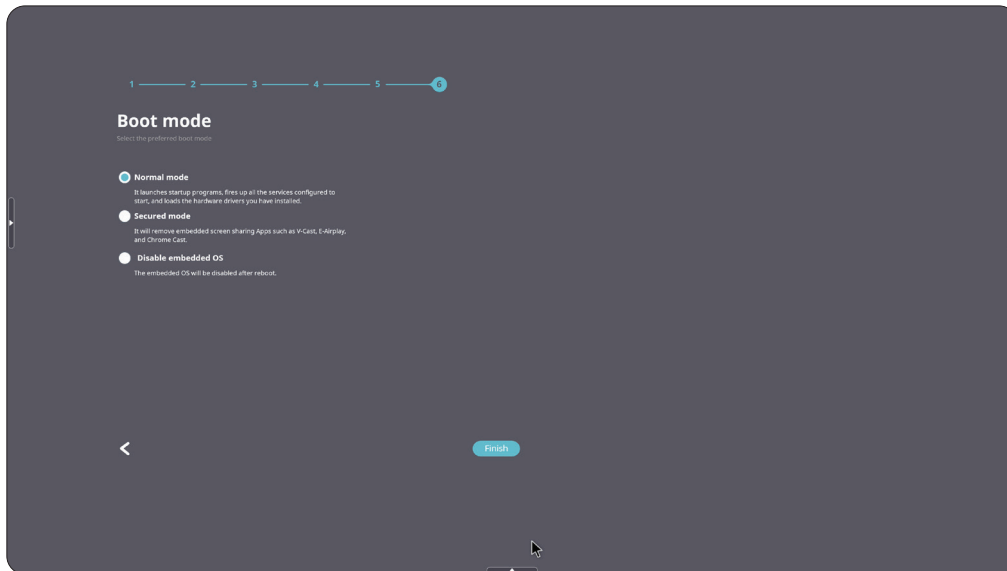 1 2 3 4 5 6
Boot mode
Select the preferred boot mode
Normal mode
It launches startup programs, fires up all the services configured to
start, and loads the hardware drivers you have installed.
Secured mode
It will remove embedded screen sharing Apps such as V-Cast, E-Airplay,
and Chrome Cast.
Disable embedded OS
The embedded OS will be disabled after reboot.
Finish